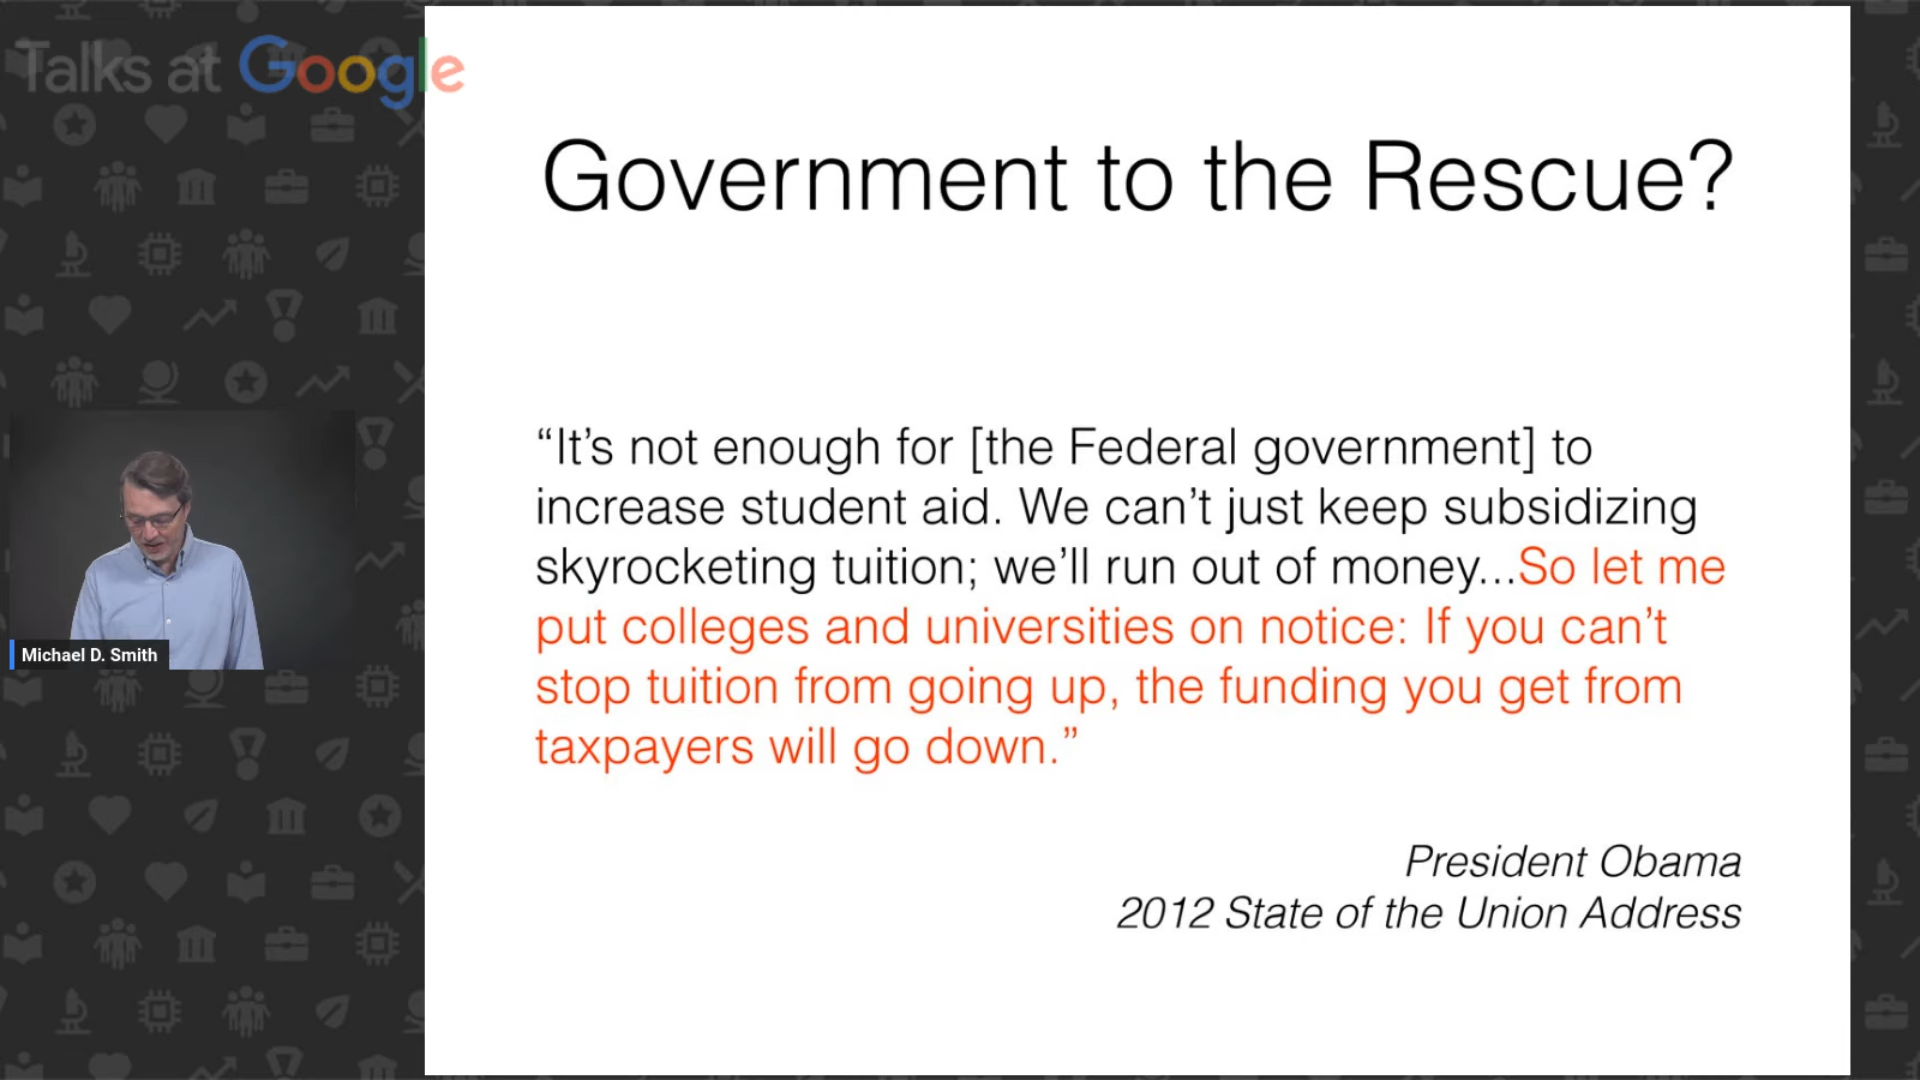 Talks at Google
Government to the Rescue?
“It’s not enough for [the Federal government] to
increase student aid. We can’t just keep subsidizing
skyrocketing tuition; we’ll run out of money...So let me
put colleges and universities on notice: If you can’t
stop tuition from going up, the funding you get from
taxpayers will go down.”
President Obama
2012 State of the Union Address
Michael D. Smith